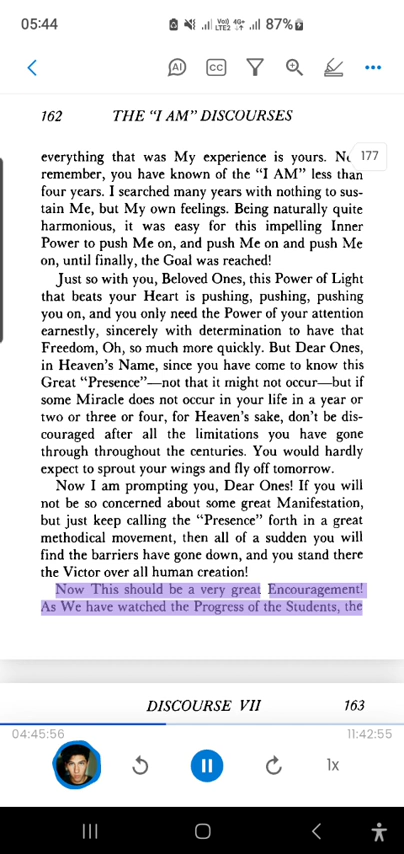 05:44
Vo)) 4G+
LTE2
87%
AI
CC
162 THE “I AM” DISCOURSES
177
everything that was My experience is yours.
remember, you have known of the “I AM” less than
four years. I searched many years with nothing to sus-
tain Me, but My own feelings. Being naturally quite
harmonious, it was easy for this impelling Inner
Power to push Me on, and push Me on and push Me
on, until finally, the Goal was reached!
Just so with you, Beloved Ones, this Power of Light
that beats your Heart is pushing, pushing, pushing
you on, and you only need the Power of your attention
earnestly, sincerely with determination to have that
Freedom, Oh, so much more quickly. But Dear Ones,
in Heaven’s Name, since you have come to know this
Great “Presence”—not that it might not occur—but if
some Miracle does not occur in your life in a year or
two or three or four, for Heaven’s sake, don’t be dis-
couraged after all the limitations you have gone
through throughout the centuries. You would hardly
expect to sprout your wings and fly off tomorrow.
Now I am prompting you, Dear Ones! If you will
not be so concerned about some great Manifestation,
but just keep calling the “Presence” forth in a great
methodical movement, then all of a sudden you will
find the barriers have gone down, and you stand there
the Victor over all human creation!
Now This should be a very great Encouragement!
As We have watched the Progress of the Students, the
DISCOURSE VII 163
04:45:56 11:42:55
1x